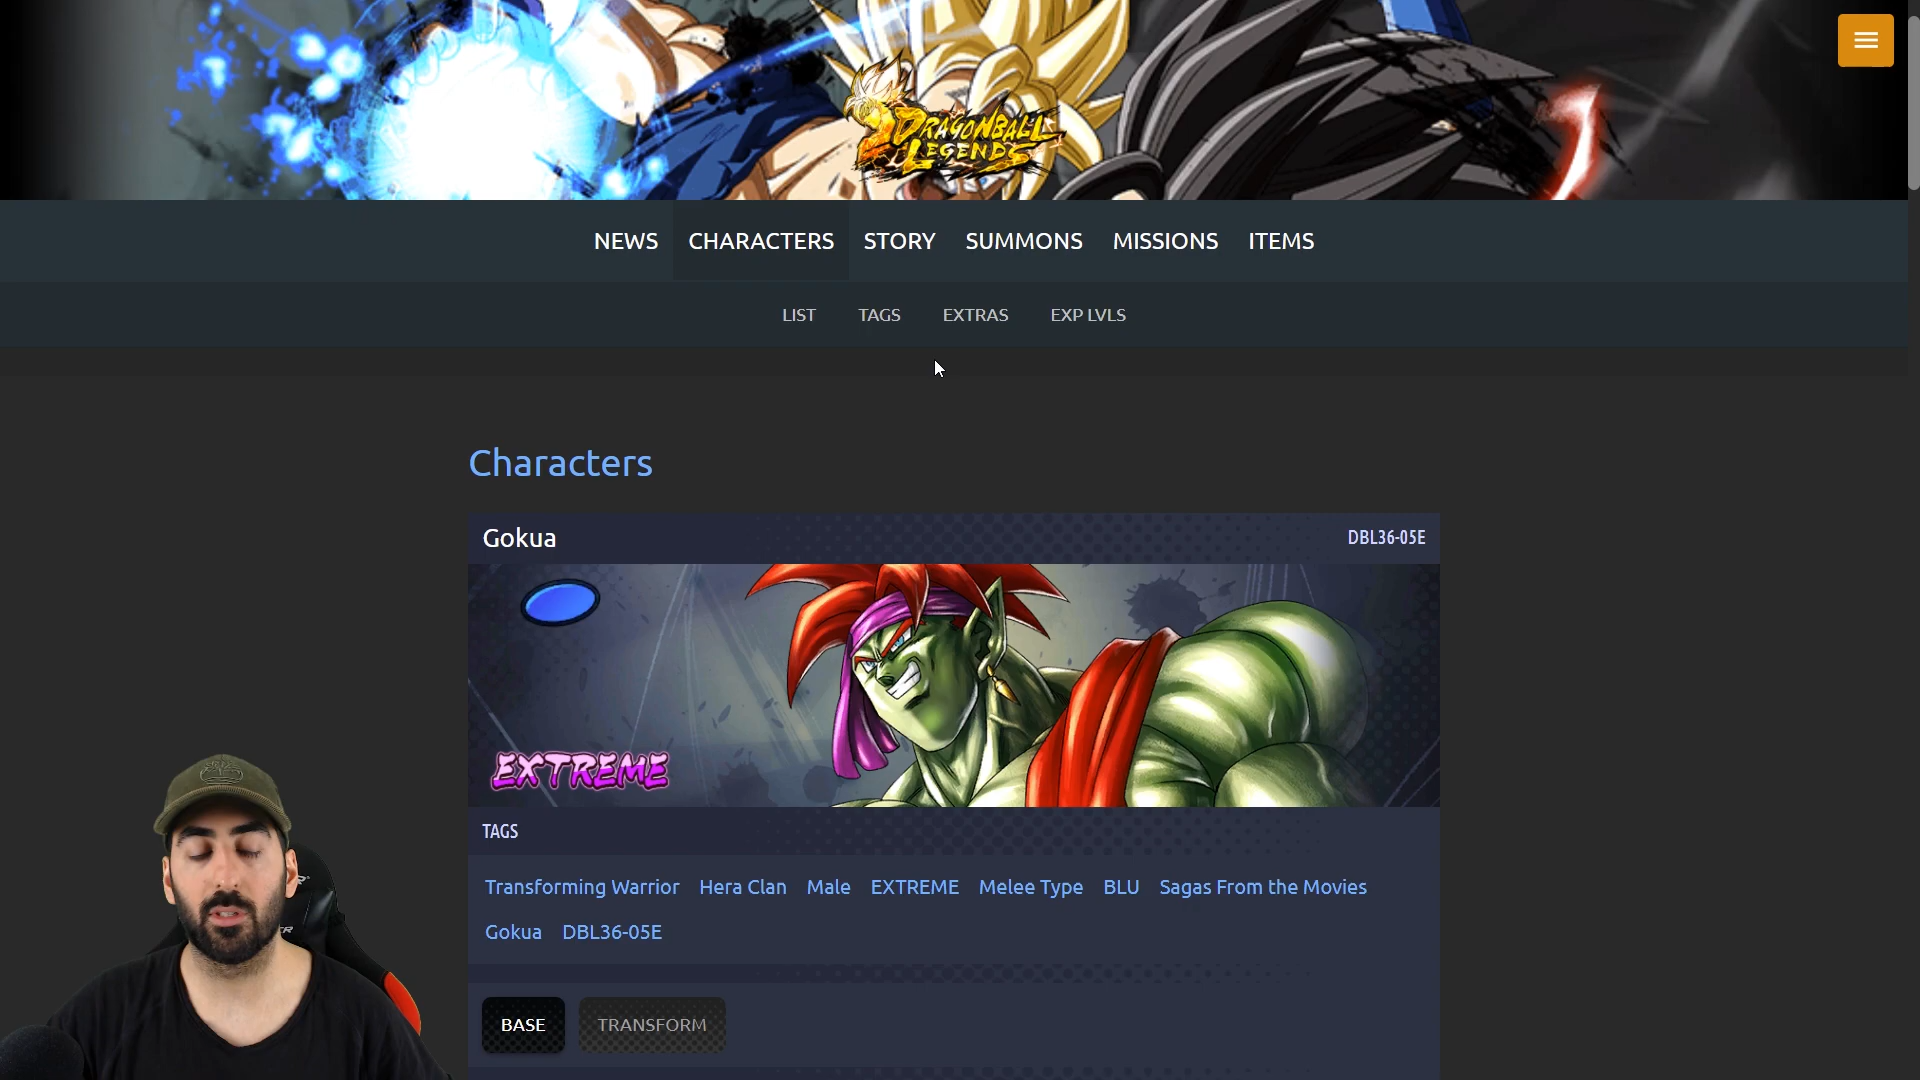 DRAGONBALL
LEGENDS
NEWS CHARACTERS STORY SUMMONS MISSIONS ITEMS
LIST TAGS EXTRAS EXP LVLS
Characters
Gokua DBL36-05E
EXTREME
TAGS
Transforming Warrior Hera Clan Male EXTREME Melee Type BLU Sagas From the Movies
Gokua DBL36-05E
BASE TRANSFORM